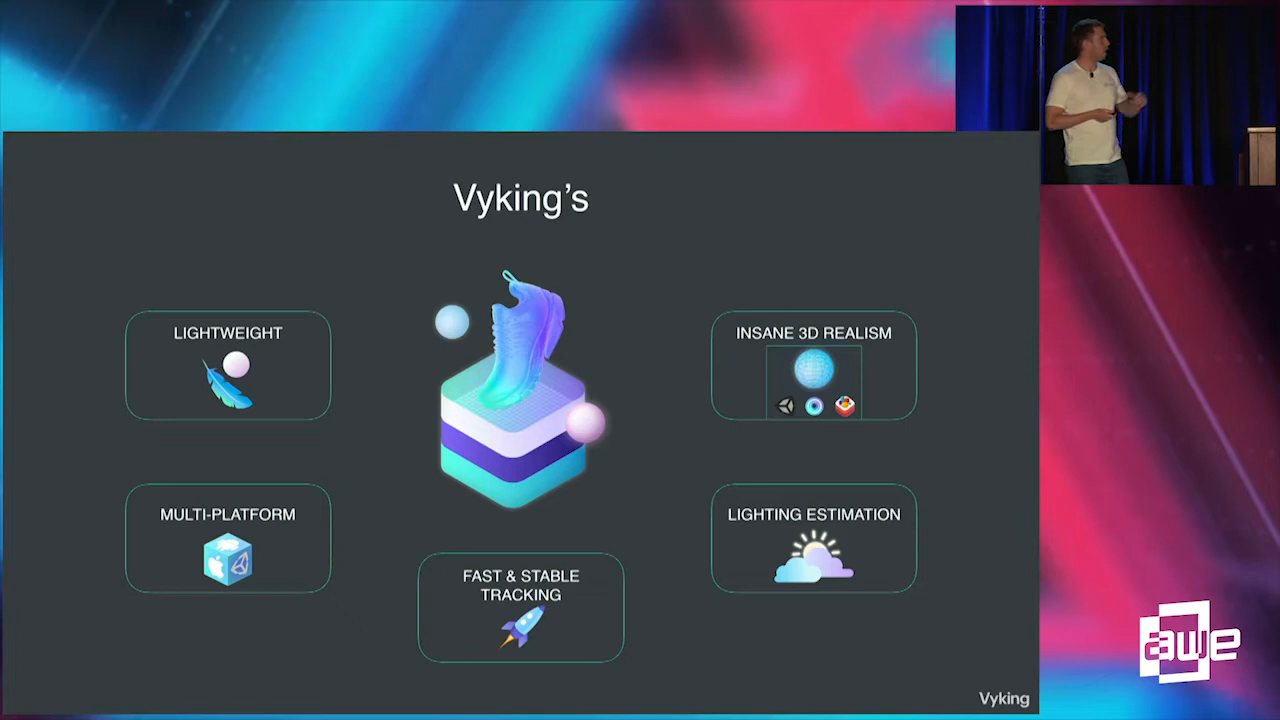 Vyking's
LIGHTWEIGHT
INSANE 3D REALISM
MULTI-PLATFORM
LIGHTING ESTIMATION
FAST & STABLE
TRACKING
Vyking
awe